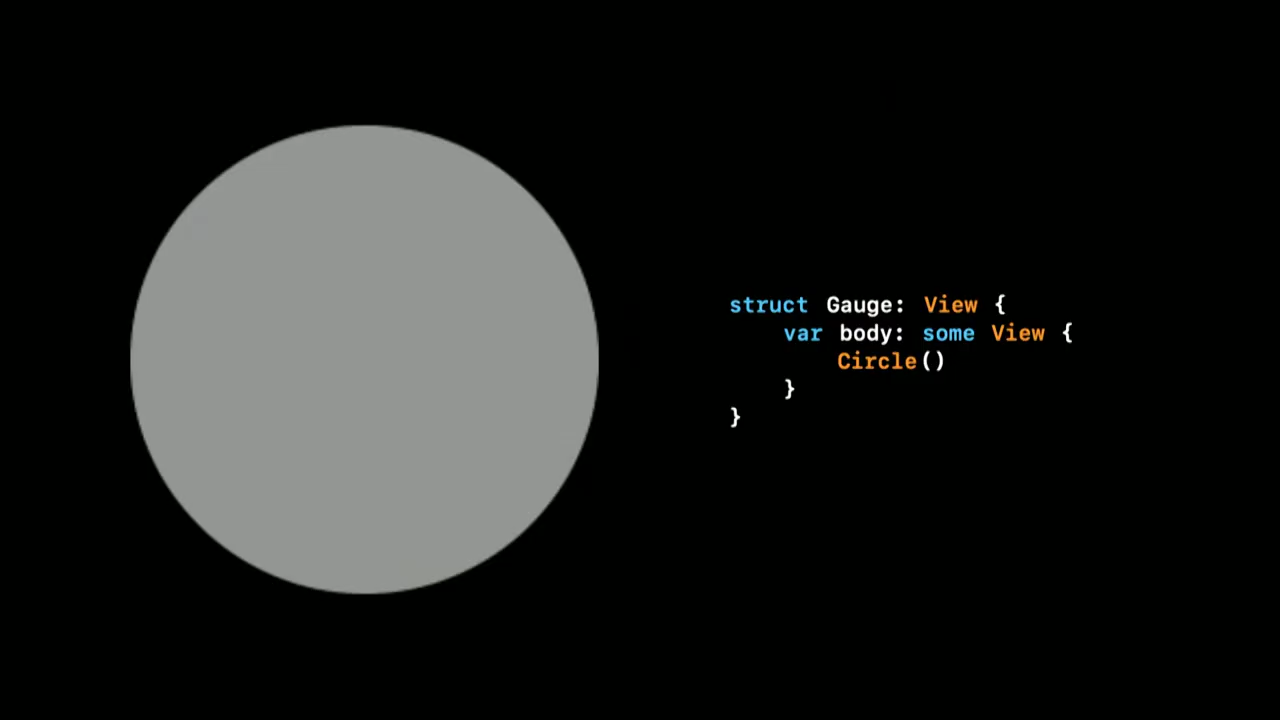 struct Gauge: View {
    var body: some View {
        Circle()
    }
}